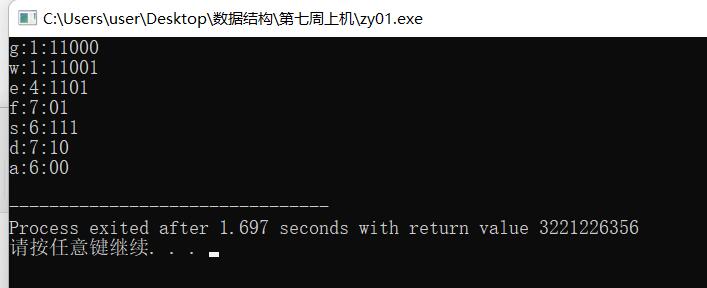 C:\Users\user\Desktop\数据结构\第七周上机\zy01.exe
g:1:11000
w:1:11001
e:4:1101
f:7:01
s:6:111
d:7:10
a:6:00
--------------------------------
Process exited after 1.697 seconds with return value 3221226356
请按任意键继续. . .